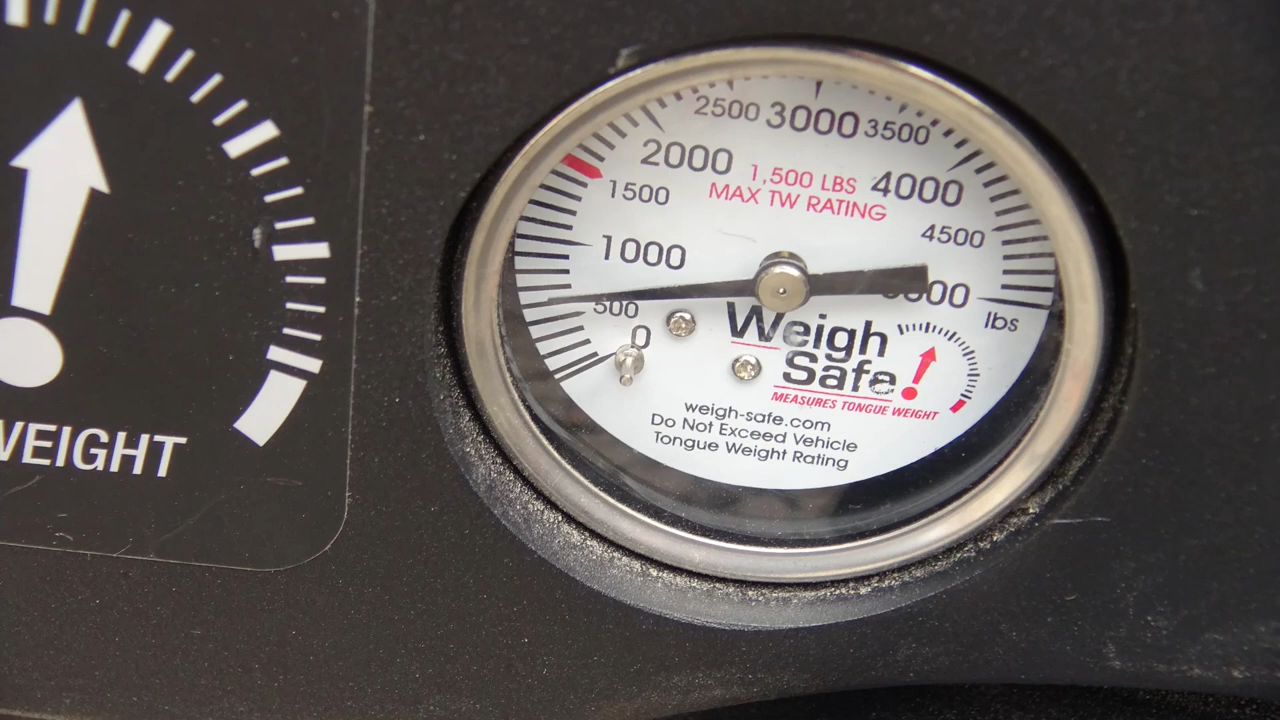 2500 3000 3500
2000 4000
1,500 LBS
MAX TW RATING
1500 4500
1000
500 5000
0 lbs
Weigh
Safe!
MEASURES TONGUE WEIGHT
weigh-safe.com
Do Not Exceed Vehicle
Tongue Weight Rating
WEIGHT